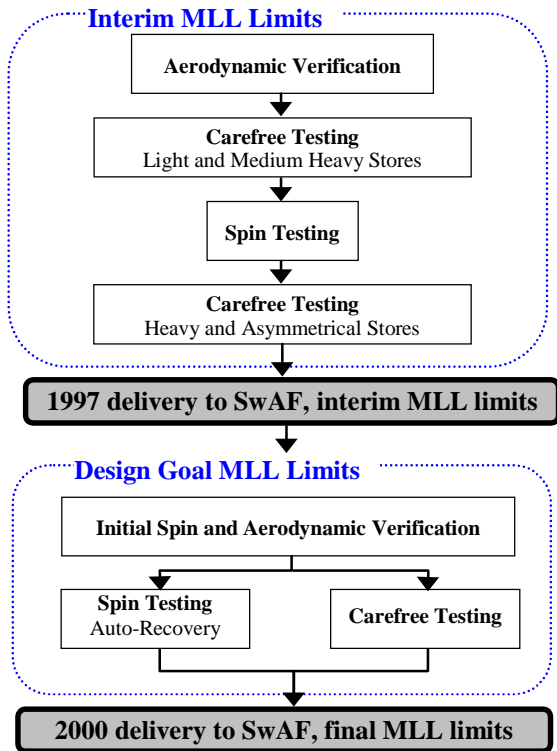 Interim MLL Limits
Aerodynamic Verification
Carefree Testing
Light and Medium Heavy Stores
Spin Testing
Carefree Testing
Heavy and Asymmetrical Stores
1997 delivery to SwAF, interim MLL limits
Design Goal MLL Limits
Initial Spin and Aerodynamic Verification
Spin Testing
Auto-Recovery
Carefree Testing
2000 delivery to SwAF, final MLL limits